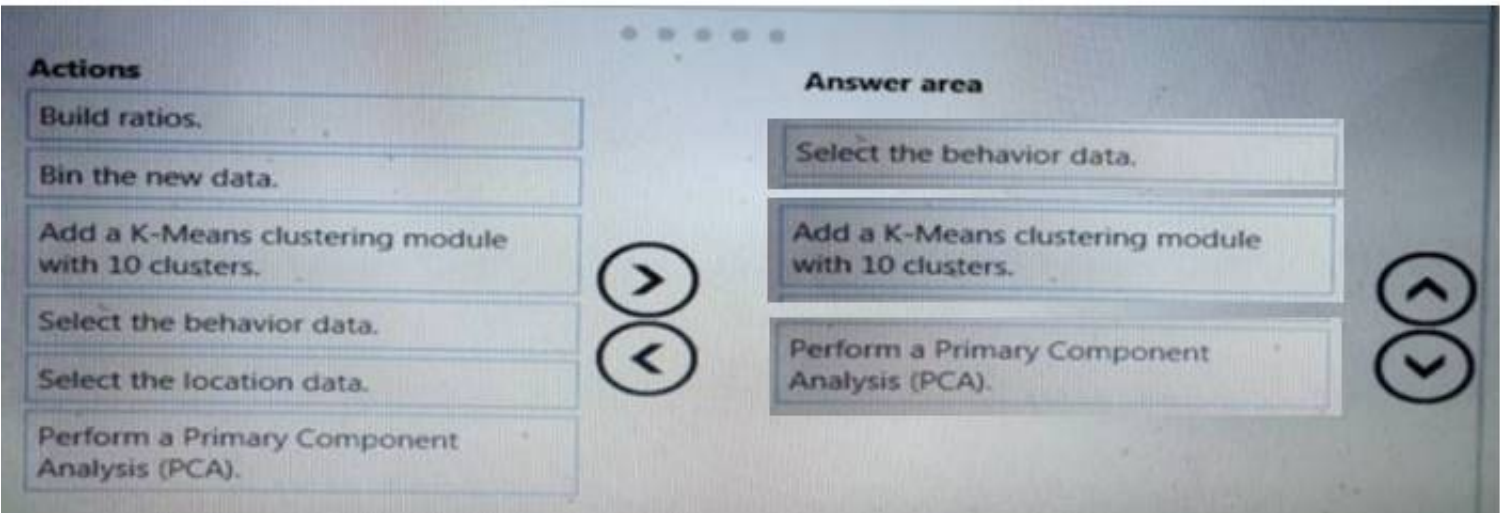 Actions
Build ratios.
Bin the new data.
Add a K-Means clustering module
with 10 clusters.
Select the behavior data.
Select the location data.
Perform a Primary Component
Analysis (PCA).
Answer area
Select the behavior data.
Add a K-Means clustering module
with 10 clusters.
Perform a Primary Component
Analysis (PCA).